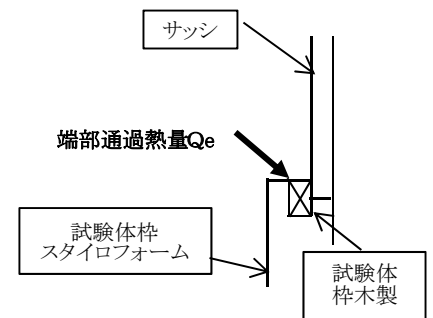 サッシ
端部通過熱量Qe
試験体枠
スタイロフォーム
試験体
枠木製